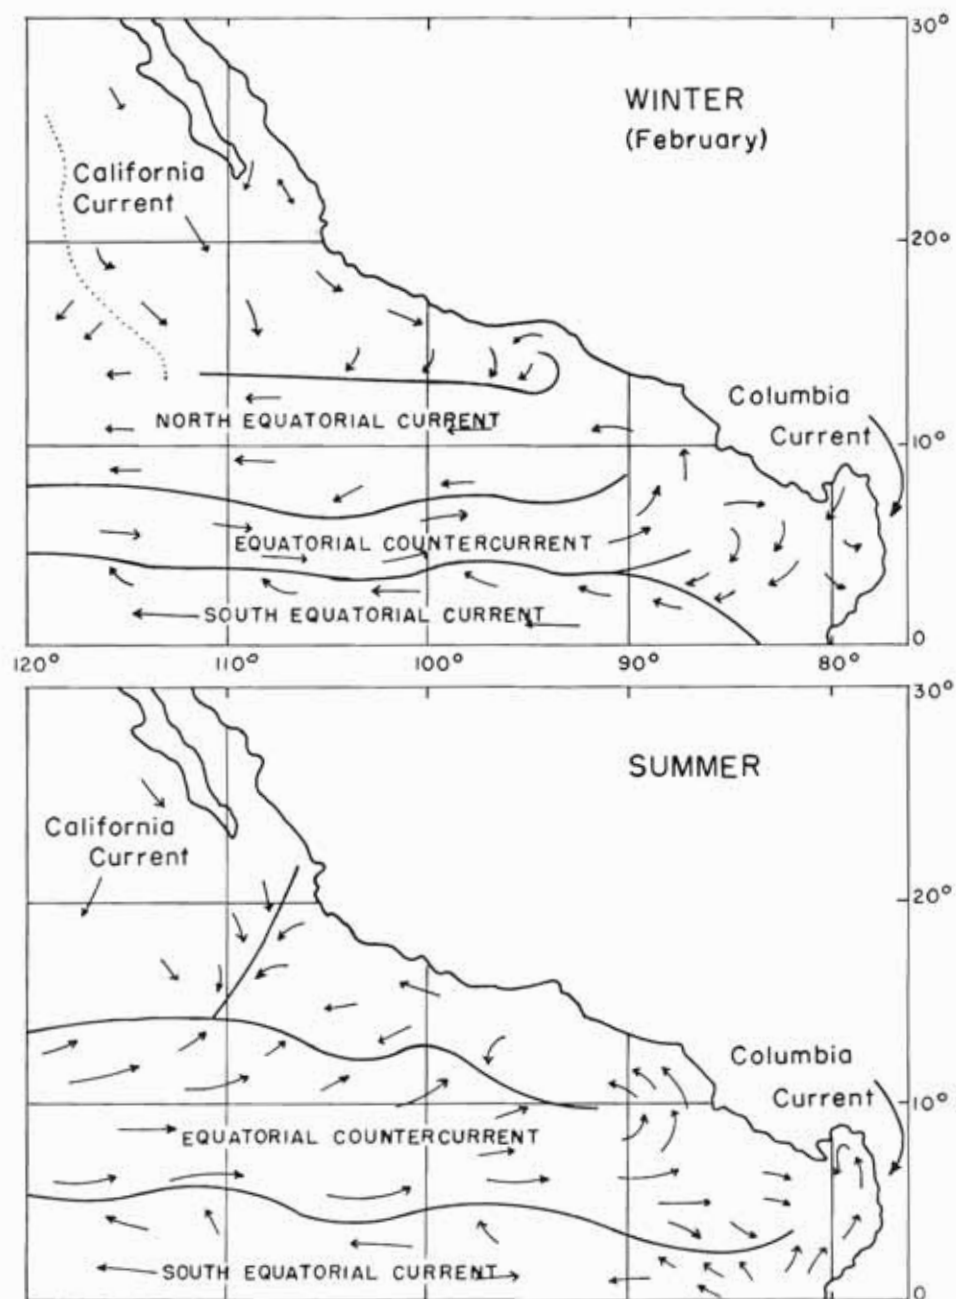 30°
WINTER
(February)
California
Current
20°
Columbia
Current
NORTH EQUATORIAL CURRENT
10°
EQUATORIAL COUNTERCURRENT
SOUTH EQUATORIAL CURRENT
0
120° 110° 100° 90° 80°
30°
SUMMER
California
Current
20°
Columbia
Current
10°
EQUATORIAL COUNTERCURRENT
SOUTH EQUATORIAL CURRENT
0